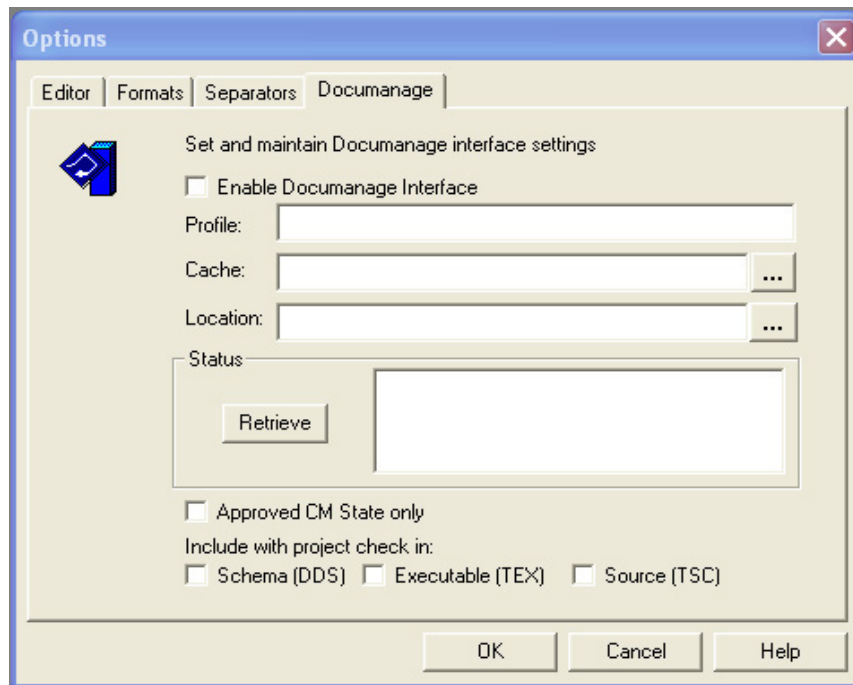 Options
Editor Formats Separators Documanage
Set and maintain Documanage interface settings
Enable Documanage Interface
Profile:
Cache: ...
Location: ...
Status
Retrieve
Approved CM State only
Include with project check in:
Schema (DDS) Executable (TEX) Source (TSC)
OK Cancel Help